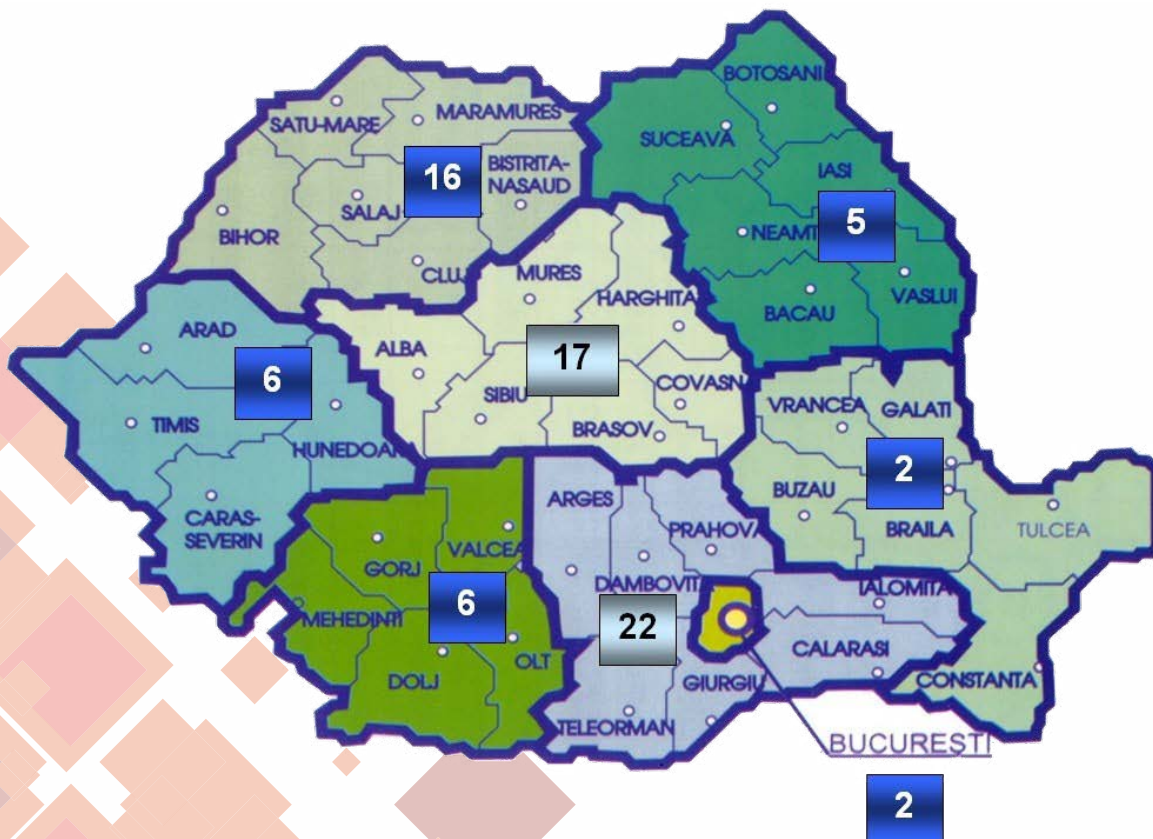 BOTOSANI
SATU-MARE
MARAMURES
SUCEAVA
16
BISTRITA-
NASAUD
IASI
SALAJ
5
BIHOR
NEAMT
CLUJ
MURES
VASLUI
HARGHITA
BACAU
ARAD
ALBA
17
6
COVASN
SIBIU
VRANCEA
GALATI
TIMIS
BRASOV
HUNEDOARA
2
BUZAU
ARGES
CARAS-
SEVERIN
PRAHOVA
BRAILA
TULCEA
VALCEA
GORJ
DAMBOVIT
IALOMITA
6
MEHEDINTI
22
OLT
CALARASI
DOLJ
GIURGIU
CONSTANTA
TELEORMAN
BUCURESTI
2